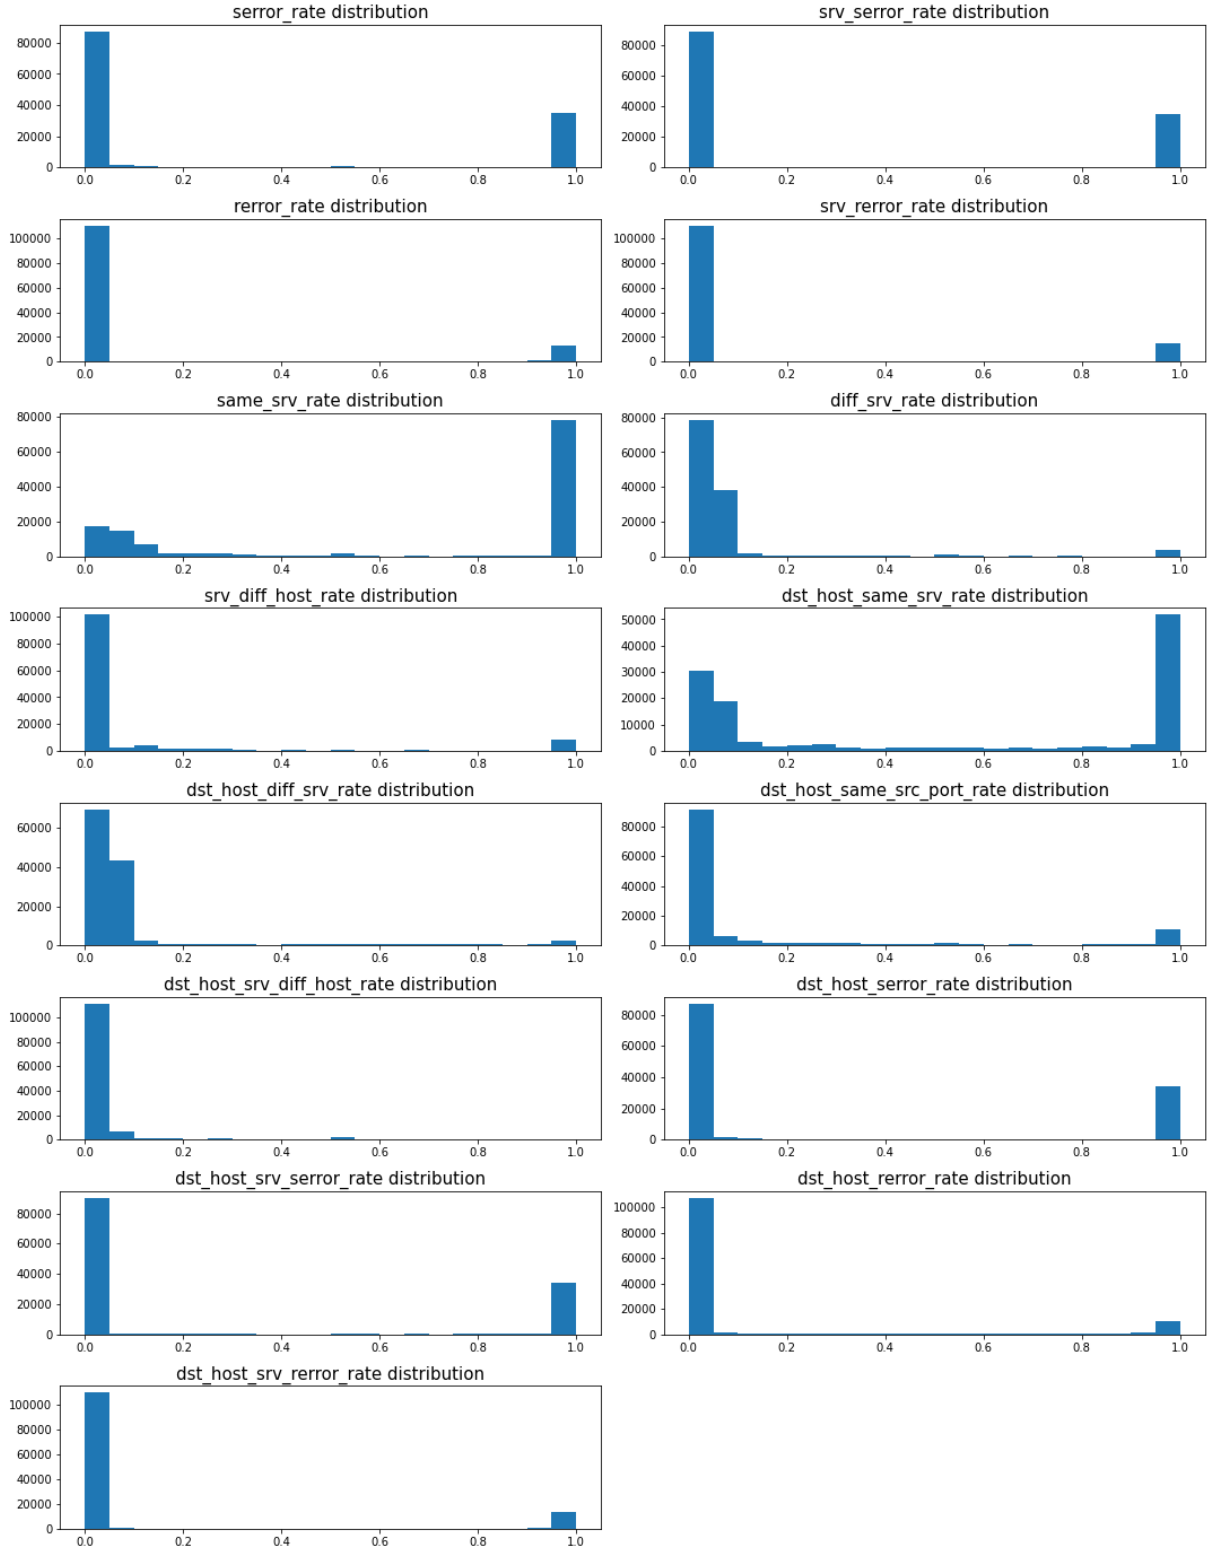 serror_rate distribution
80000
60000
40000
20000
0
0.0 0.2 0.4 0.6 0.8 1.0
srv_serror_rate distribution
80000
60000
40000
20000
0
0.0 0.2 0.4 0.6 0.8 1.0
rerror_rate distribution
100000
80000
60000
40000
20000
0
0.0 0.2 0.4 0.6 0.8 1.0
srv_rerror_rate distribution
100000
80000
60000
40000
20000
0
0.0 0.2 0.4 0.6 0.8 1.0
same_srv_rate distribution
80000
60000
40000
20000
0
0.0 0.2 0.4 0.6 0.8 1.0
diff_srv_rate distribution
80000
60000
40000
20000
0
0.0 0.2 0.4 0.6 0.8 1.0
srv_diff_host_rate distribution
100000
80000
60000
40000
20000
0
0.0 0.2 0.4 0.6 0.8 1.0
dst_host_same_srv_rate distribution
50000
40000
30000
20000
10000
0
0.0 0.2 0.4 0.6 0.8 1.0
dst_host_diff_srv_rate distribution
60000
40000
20000
0
0.0 0.2 0.4 0.6 0.8 1.0
dst_host_same_src_port_rate distribution
80000
60000
40000
20000
0
0.0 0.2 0.4 0.6 0.8 1.0
dst_host_srv_diff_host_rate distribution
100000
80000
60000
40000
20000
0
0.0 0.2 0.4 0.6 0.8 1.0
dst_host_serror_rate distribution
80000
60000
40000
20000
0
0.0 0.2 0.4 0.6 0.8 1.0
dst_host_srv_serror_rate distribution
80000
60000
40000
20000
0
0.0 0.2 0.4 0.6 0.8 1.0
dst_host_rerror_rate distribution
100000
80000
60000
40000
20000
0
0.0 0.2 0.4 0.6 0.8 1.0
dst_host_srv_rerror_rate distribution
100000
80000
60000
40000
20000
0
0.0 0.2 0.4 0.6 0.8 1.0